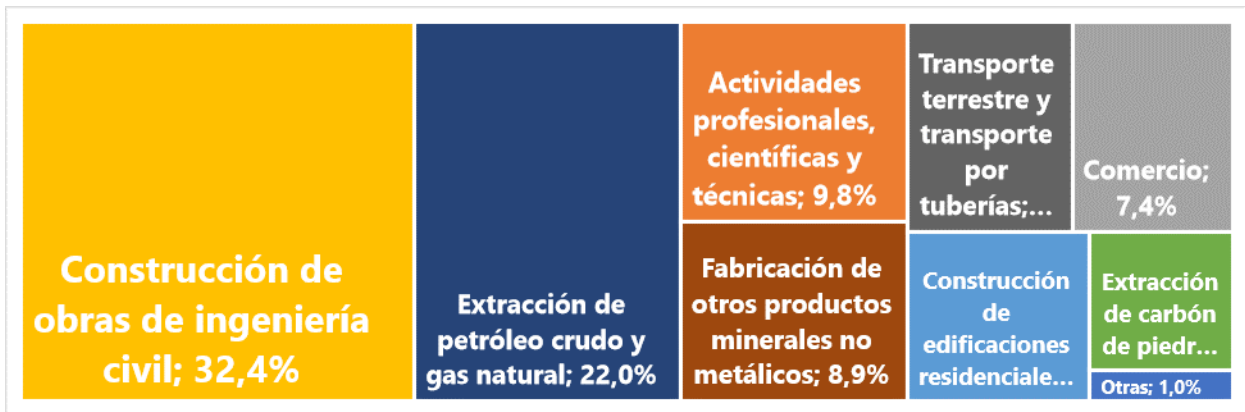 Construcción de
obras de ingeniería
civil; 32,4%
Extracción de
petróleo crudo y
gas natural; 22,0%
Actividades
profesionales,
científicas y
técnicas; 9,8%
Fabricación de
otros productos
minerales no
metálicos; 8,9%
Transporte
terrestre y
transporte
por
tuberías;...
Comercio;
7,4%
Construcción
de
edificaciones
residenciale...
Extracción
de carbón
de piedr...
Otras; 1,0%